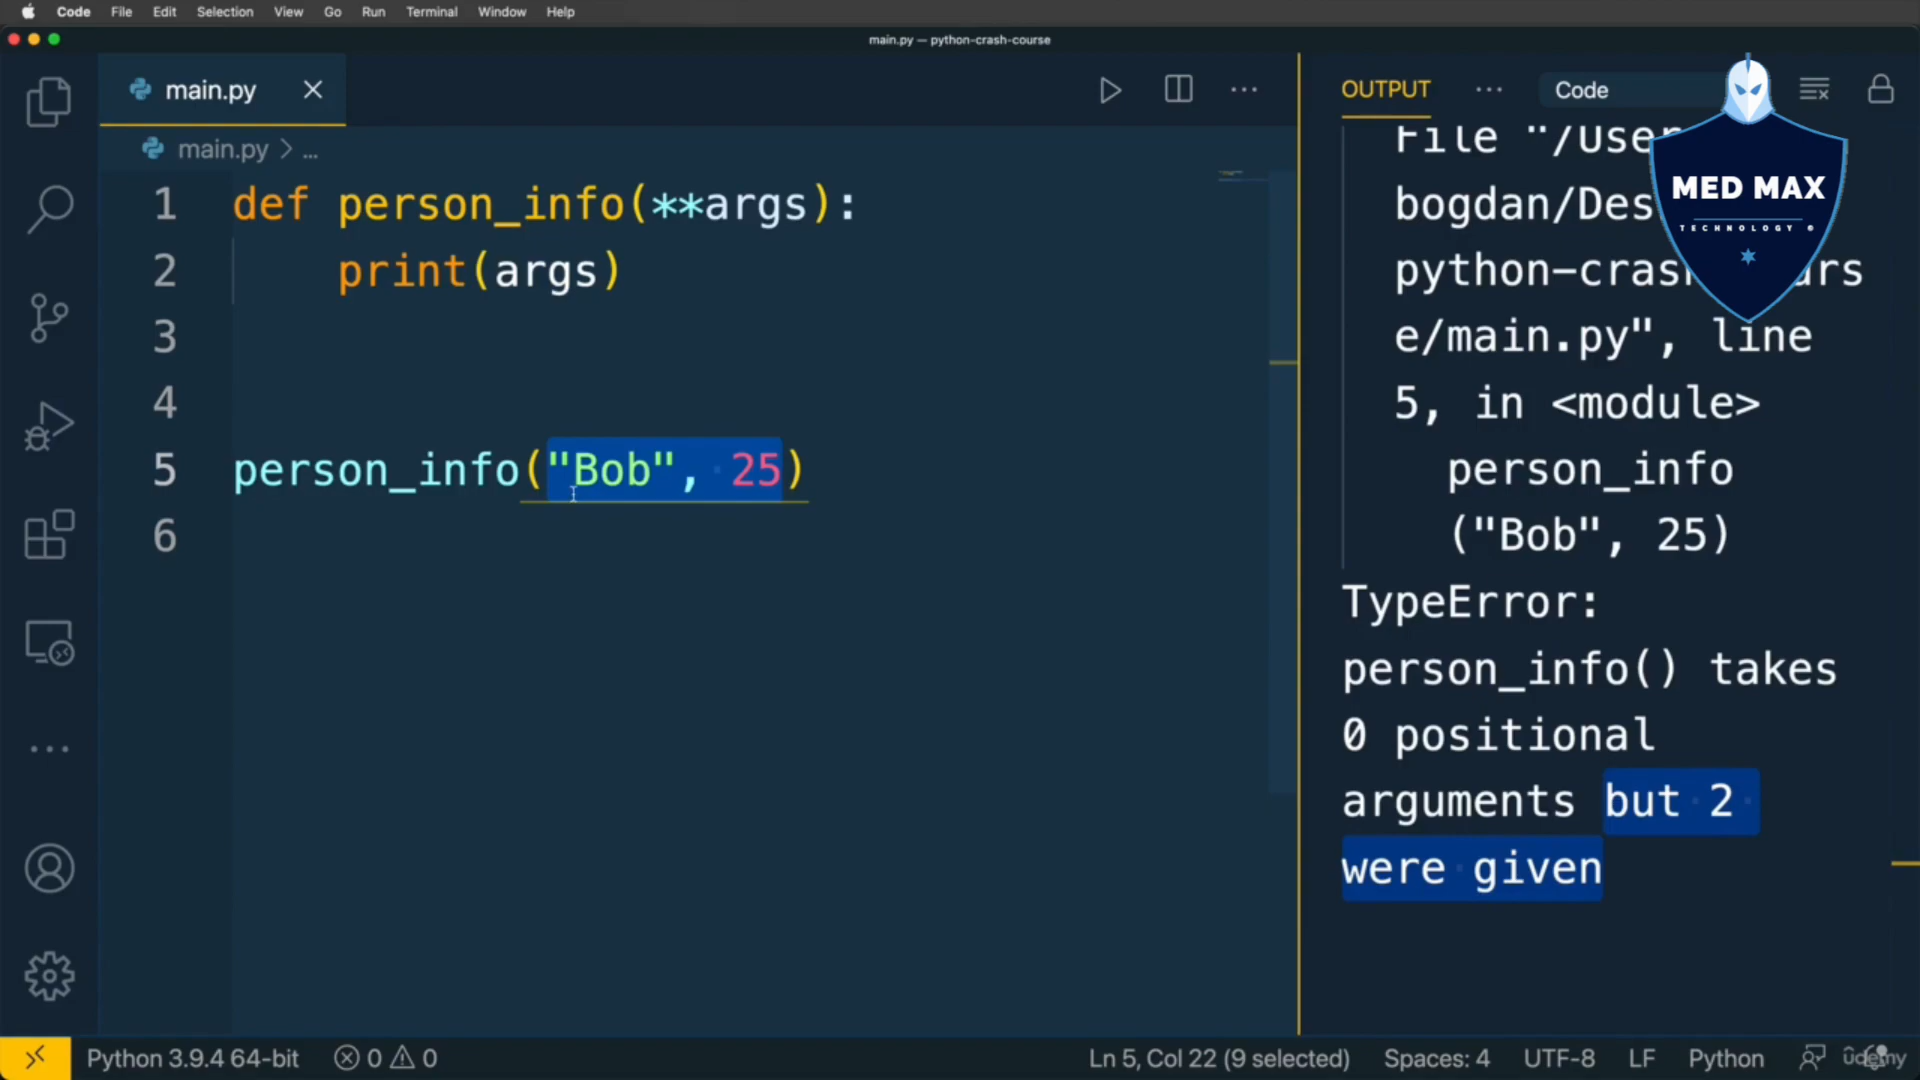 Code File Edit Selection View Go Run Terminal Window Help
main.py — python-crash-course
main.py
main.py > ...
1 def person_info(**args):
2 print(args)
3
4
5 person_info("Bob", 25)
6
OUTPUT ... Code
File "/User
bogdan/Des
python-crash
e/main.py", line
5, in <module>
person_info
("Bob", 25)
TypeError:
person_info() takes
0 positional
arguments but 2
were given
MED MAX
TECHNOLOGY
Python 3.9.4 64-bit 0 0 Ln 5, Col 22 (9 selected) Spaces: 4 UTF-8 LF Python
udemy